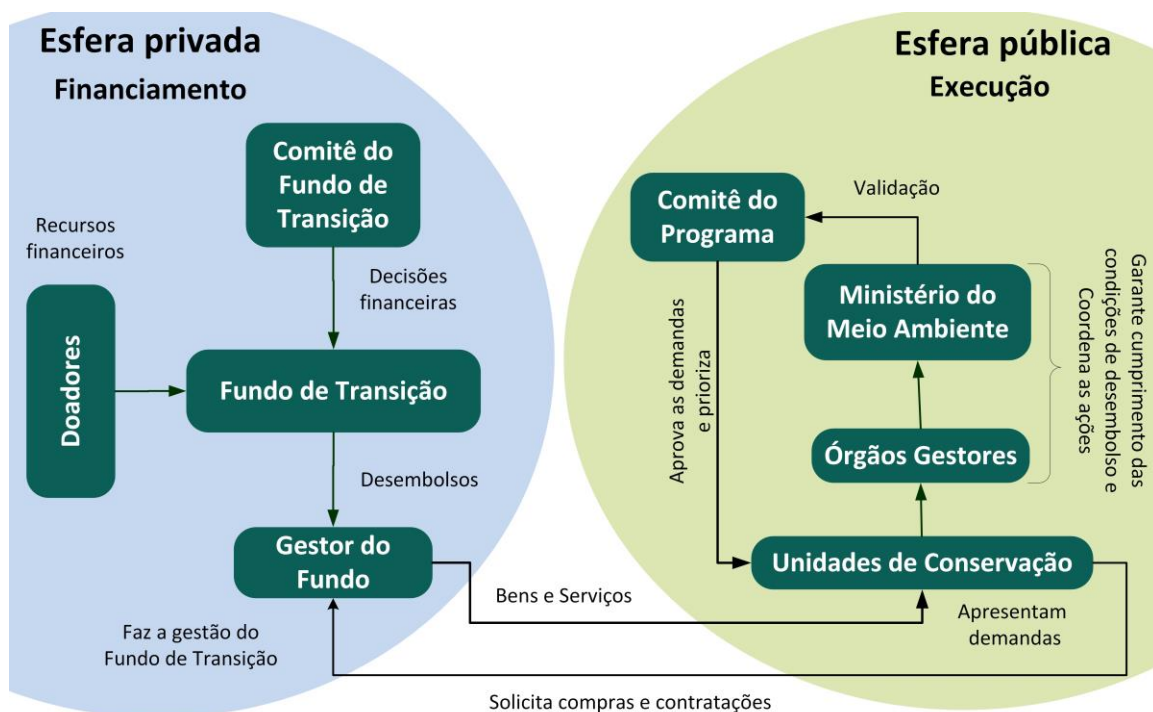 Esfera privada
Financiamento
Comitê do
Fundo de
Transição
Recursos
financeiros
Decisões
financeiras
Doadores
Fundo de Transição
Desembolsos
Gestor do
Fundo
Faz a gestão do
Fundo de Transição
Bens e Serviços
Solicita compras e contratações
Esfera pública
Execução
Validação
Comitê do
Programa
Ministério do
Meio Ambiente
Garante cumprimento das
condições de desembolso e
Coordena as ações
Aprova as demandas
e prioriza
Órgãos Gestores
Unidades de Conservação
Apresentam
demandas